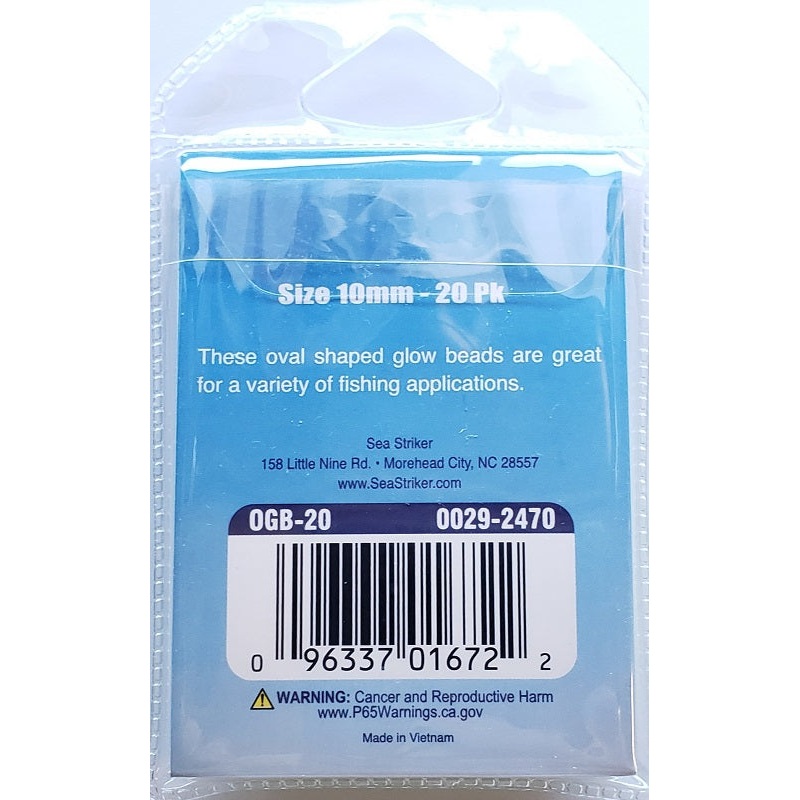 Size 10mm - 20 Pk
These oval shaped glow beads are great
for a variety of fishing applications.
Sea Striker
158 Little Nine Rd. • Morehead City, NC 28557
www.SeaStriker.com
OGB-20 0029-2470
0 96337 01672 2
WARNING: Cancer and Reproductive Harm
www.P65Warnings.ca.gov
Made in Vietnam